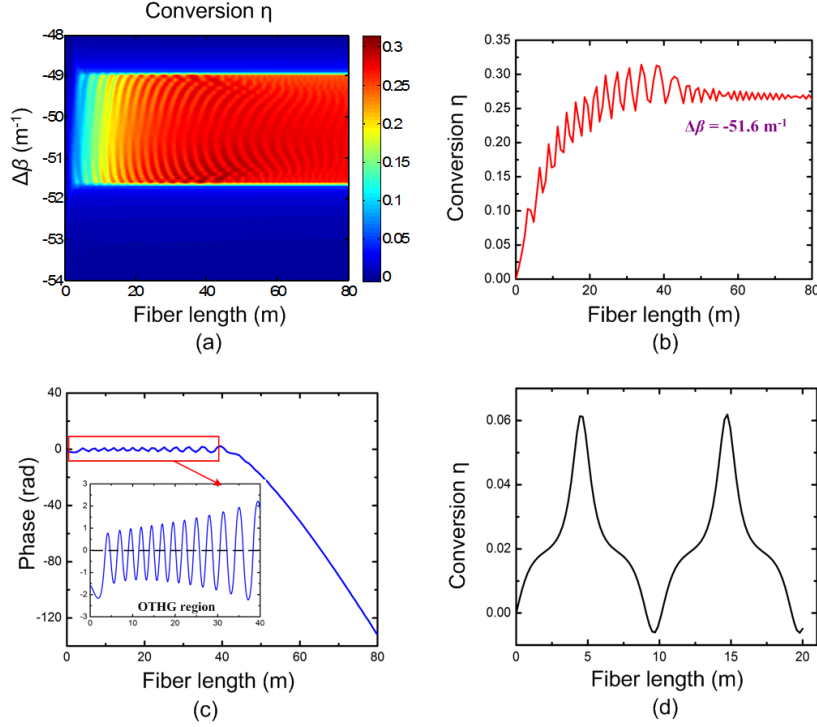 Conversion η
-48
-49
-50
-51
-52
-53
-54
Δβ (m⁻¹)
0 20 40 60 80
Fiber length (m)
0.3
0.25
0.2
0.15
0.1
0.05
0
(a)
0.35
0.30
0.25
0.20
0.15
0.10
0.05
0.00
Conversion η
Δβ = -51.6 m⁻¹
0 20 40 60 80
Fiber length (m)
(b)
40
0
-40
-80
-120
Phase (rad)
3
2
1
0
-1
-2
-3
OTHG region
0 10 20 30 40
0 20 40 60 80
Fiber length (m)
(c)
0.06
0.04
0.02
0.00
Conversion η
0 5 10 15 20
Fiber length (m)
(d)